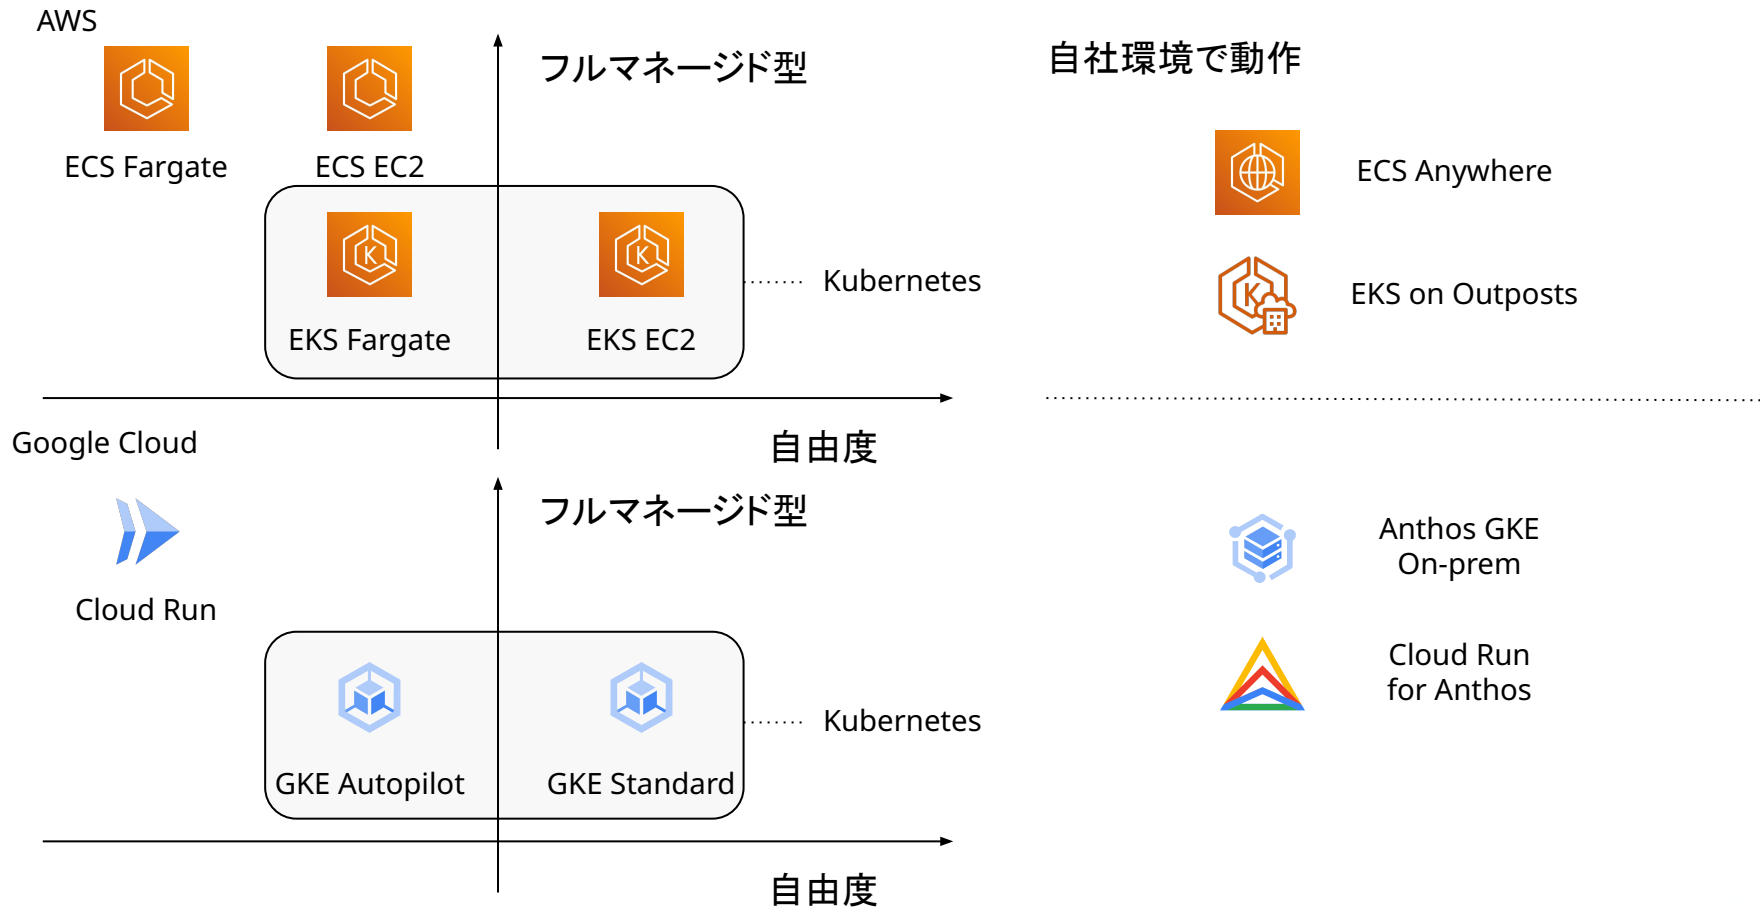 AWS
フルマネージド型
ECS Fargate
ECS EC2
EKS Fargate
EKS EC2
Kubernetes
自由度
自社環境で動作
ECS Anywhere
EKS on Outposts
Google Cloud
フルマネージド型
Cloud Run
GKE Autopilot
GKE Standard
Kubernetes
自由度
Anthos GKE
On-prem
Cloud Run
for Anthos